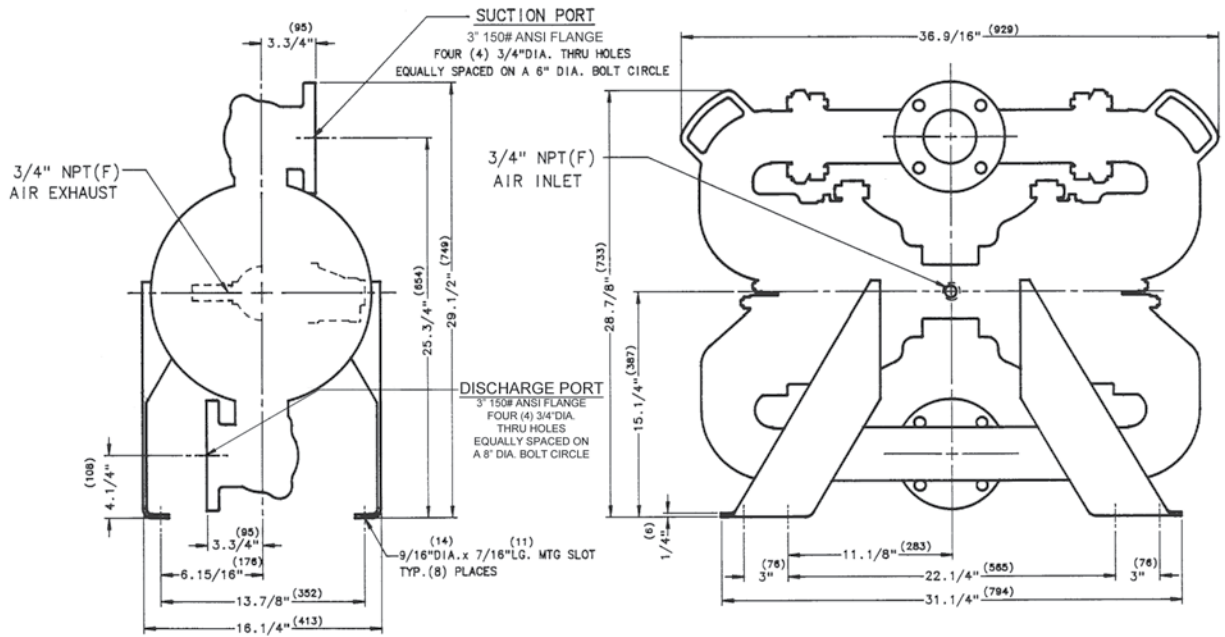 (95)
3.3/4"
SUCTION PORT
3" 150# ANSI FLANGE
FOUR (4) 3/4"DIA. THRU HOLES
EQUALLY SPACED ON A 6" DIA. BOLT CIRCLE
3/4" NPT(F)
AIR EXHAUST
25.3/4" (654)
29.1/2" (749)
DISCHARGE PORT
3" 150# ANSI FLANGE
FOUR (4) 3/4"DIA.
THRU HOLES
EQUALLY SPACED ON
A 8" DIA. BOLT CIRCLE
(108)
4.1/4"
(95)
3.3/4"
(176)
6.15/16"
13.7/8" (352)
16.1/4" (413)
(14) (11)
9/16"DIA.x 7/16"LG. MTG SLOT
TYP.(8) PLACES
36.9/16" (929)
3/4" NPT(F)
AIR INLET
28.7/8" (733)
15.1/4" (387)
(6)
1/4"
11.1/8" (283)
(76)
3"
22.1/4" (565)
(76)
3"
31.1/4" (794)